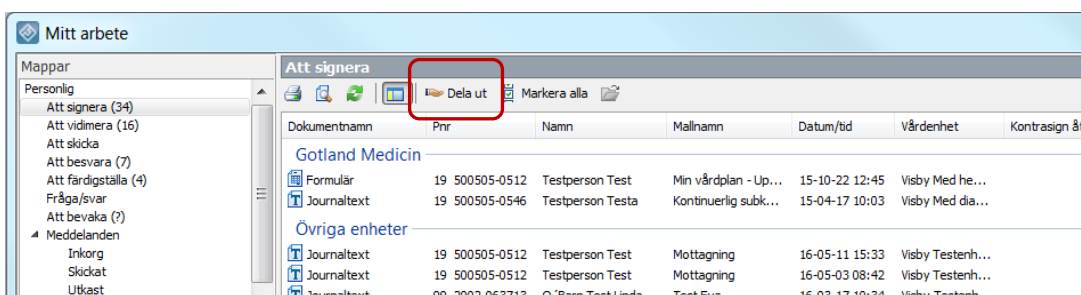 Mitt arbete
Mappar
Personlig
Att signera (34)
Att vidimera (16)
Att skicka
Att besvara (7)
Att färdigställa (4)
Fråga/svar
Att bevaka (?)
Meddelanden
Inkorg
Skickat
Utkast
Att signera
Dela ut Markera alla
Dokumentnamn Pnr Namn Mallnamn Datum/tid Vårdenhet Kontrasign åt
Gotland Medicin
Formulär 19 500505-0512 Testperson Test Min vårdplan - Up... 15-10-22 12:45 Visby Med he...
Journaltext 19 500505-0546 Testperson Testa Kontinuerlig subk... 15-04-17 10:03 Visby Med dia...
Övriga enheter
Journaltext 19 500505-0512 Testperson Test Mottagning 16-05-11 15:33 Visby Testenh...
Journaltext 19 500505-0512 Testperson Test Mottagning 16-05-03 08:42 Visby Testenh...